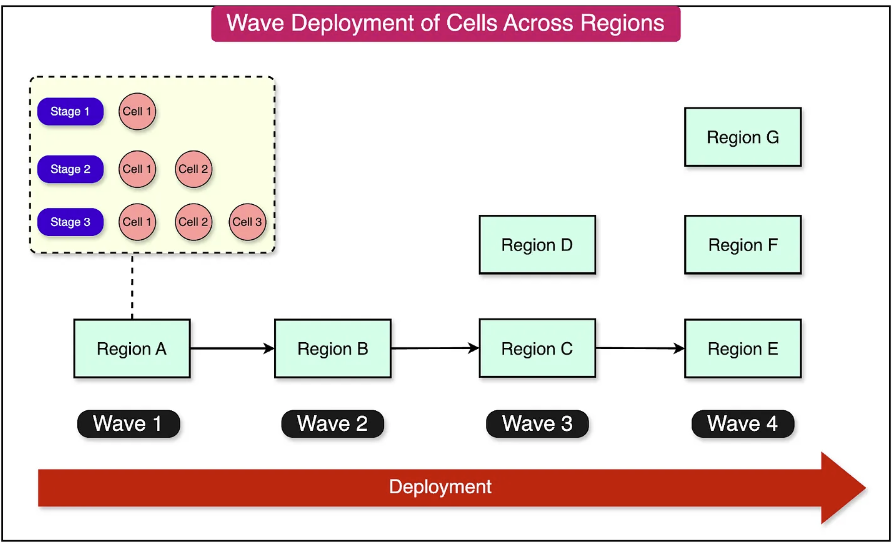 Wave Deployment of Cells Across Regions
Stage 1
Cell 1
Stage 2
Cell 1
Cell 2
Stage 3
Cell 1
Cell 2
Cell 3
Region G
Region D
Region F
Region A
Region B
Region C
Region E
Wave 1
Wave 2
Wave 3
Wave 4
Deployment